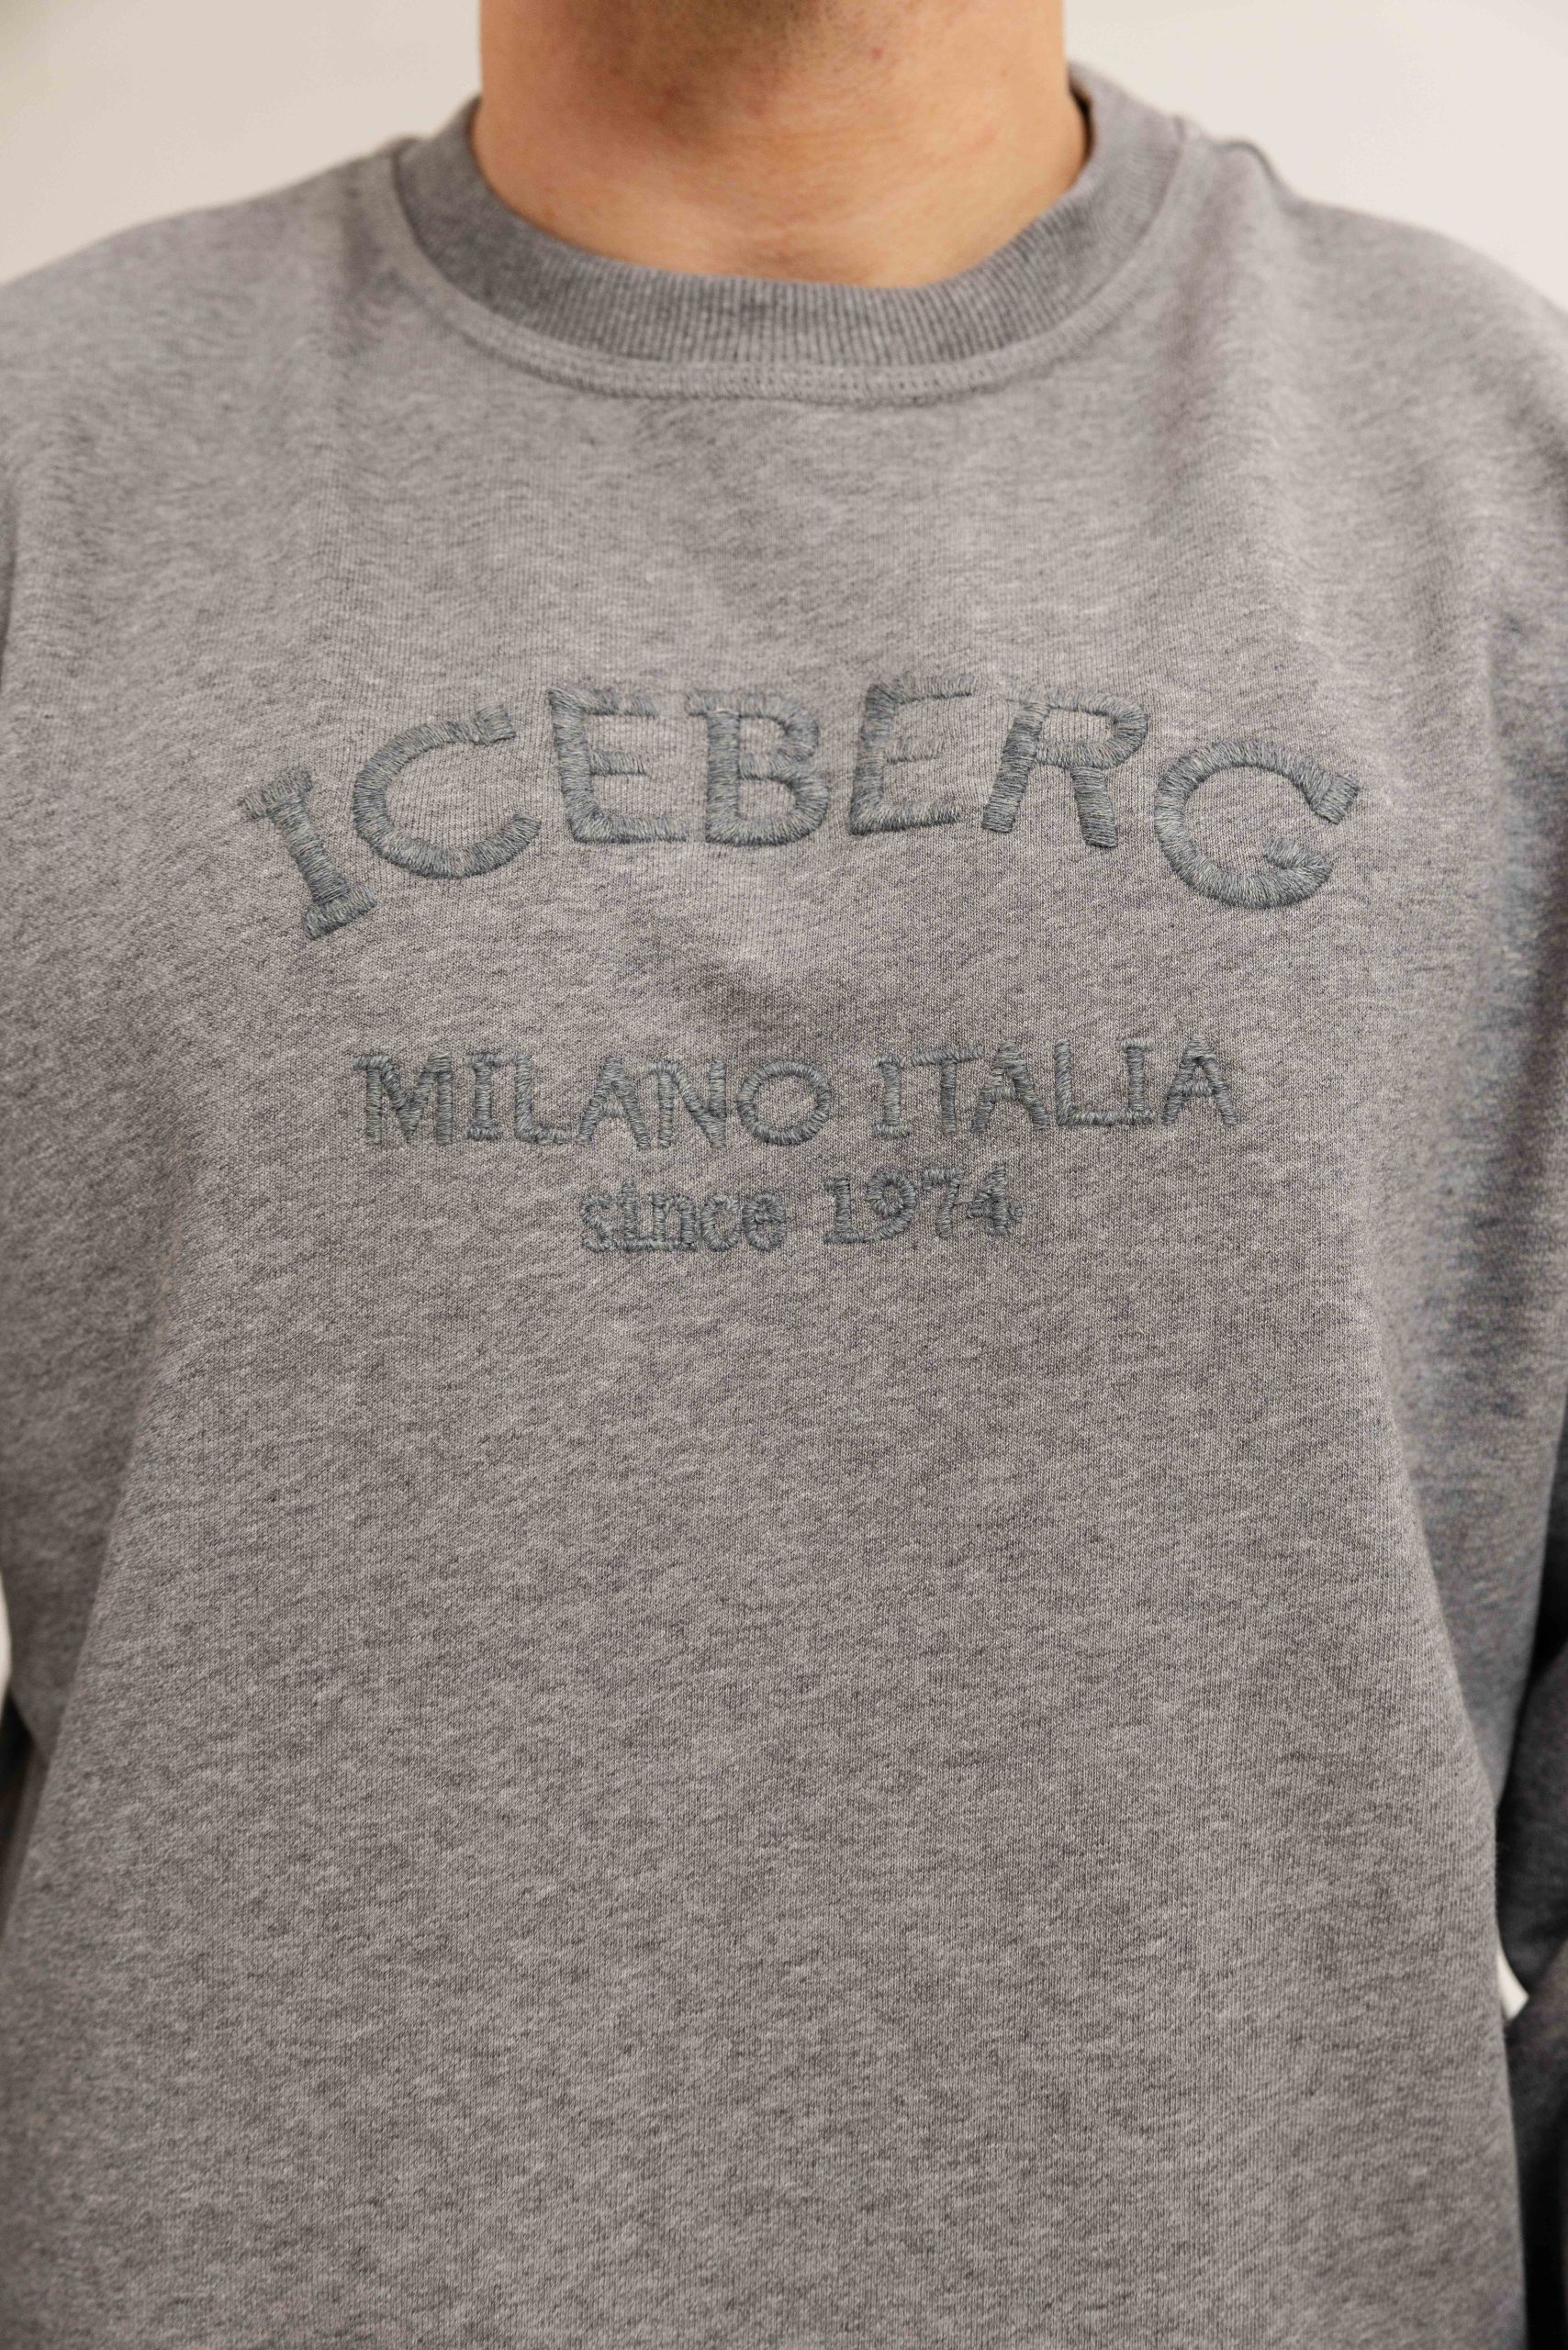 ICEBERG
MILANO ITALIA
since 1974